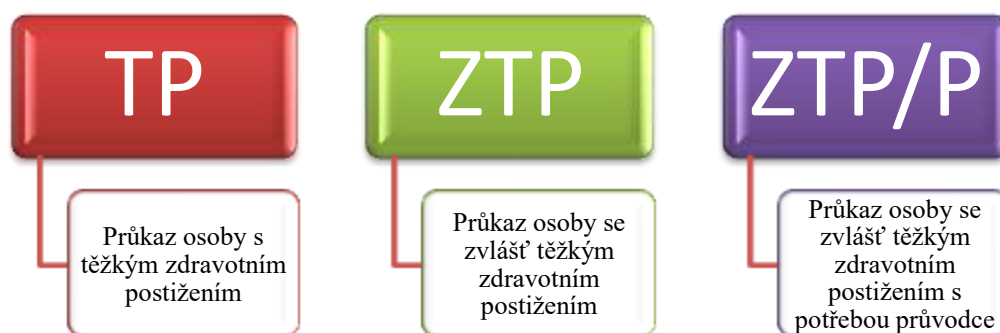 TP
Průkaz osoby s
těžkým zdravotním
postižením
ZTP
Průkaz osoby se
zvlášť těžkým
zdravotním
postižením
ZTP/P
Průkaz osoby se
zvlášť těžkým
zdravotním
postižením s
potřebou průvodce